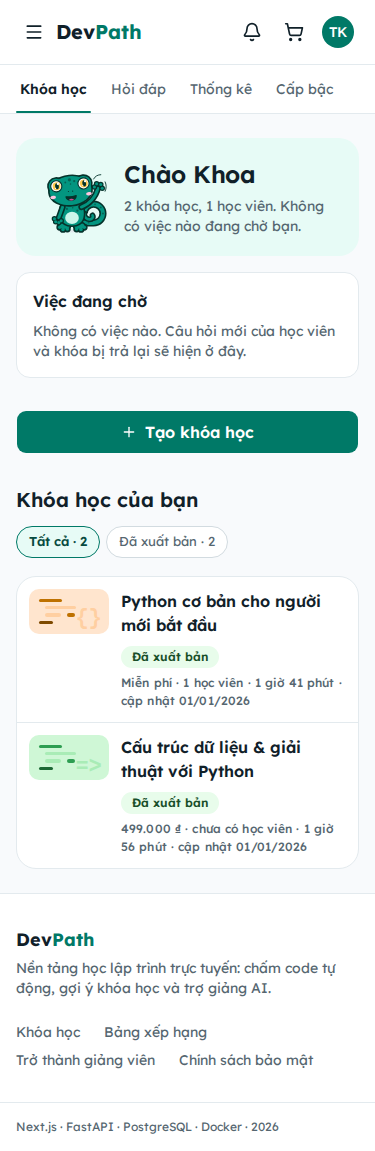 DevPath
TK
Khóa học Hỏi đáp Thống kê Cấp bậc
Chào Khoa
2 khóa học, 1 học viên. Không
có việc nào đang chờ bạn.
Việc đang chờ
Không có việc nào. Câu hỏi mới của học viên
và khóa bị trả lại sẽ hiện ở đây.
+ Tạo khóa học
Khóa học của bạn
Tất cả · 2 Đã xuất bản · 2
{}
Python cơ bản cho người
mới bắt đầu
Đã xuất bản
Miễn phí · 1 học viên · 1 giờ 41 phút ·
cập nhật 01/01/2026
=>
Cấu trúc dữ liệu & giải
thuật với Python
Đã xuất bản
499.000 ₫ · chưa có học viên · 1 giờ
56 phút · cập nhật 01/01/2026
DevPath
Nền tảng học lập trình trực tuyến: chấm code tự
động, gợi ý khóa học và trợ giảng AI.
Khóa học Bảng xếp hạng
Trở thành giảng viên Chính sách bảo mật
Next.js · FastAPI · PostgreSQL · Docker · 2026